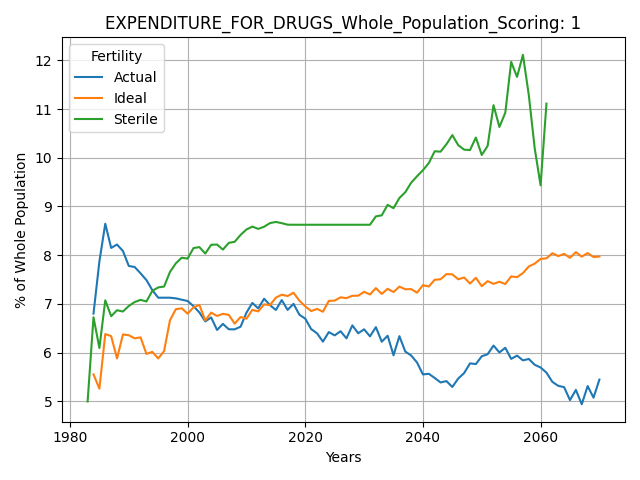 EXPENDITURE_FOR_DRUGS_Whole_Population_Scoring: 1
Fertility
Actual
Ideal
Sterile
% of Whole Population
12
11
10
9
8
7
6
5
1980
2000
2020
2040
2060
Years